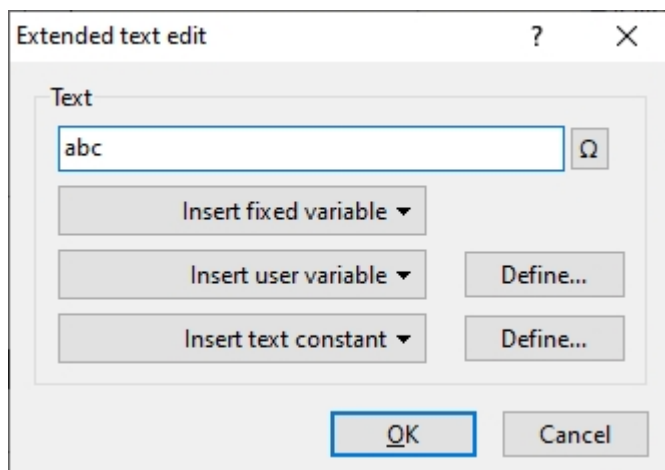 Extended text edit ?
Text
abc Ω
Insert fixed variable
Insert user variable Define...
Insert text constant Define...
OK Cancel